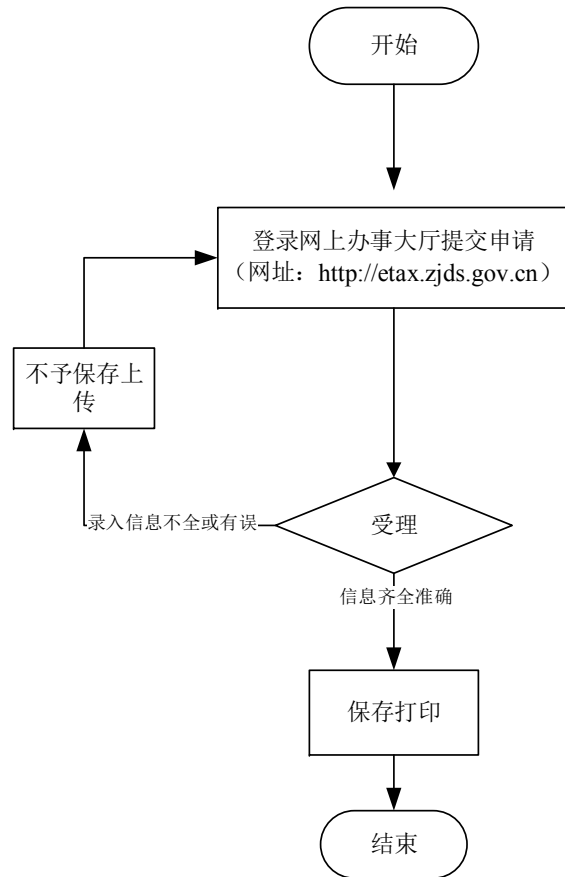 开始
登录网上办事大厅提交申请
（网址：http://etax.zjds.gov.cn）
不予保存上
传
录入信息不全或有误
受理
信息齐全准确
保存打印
结束